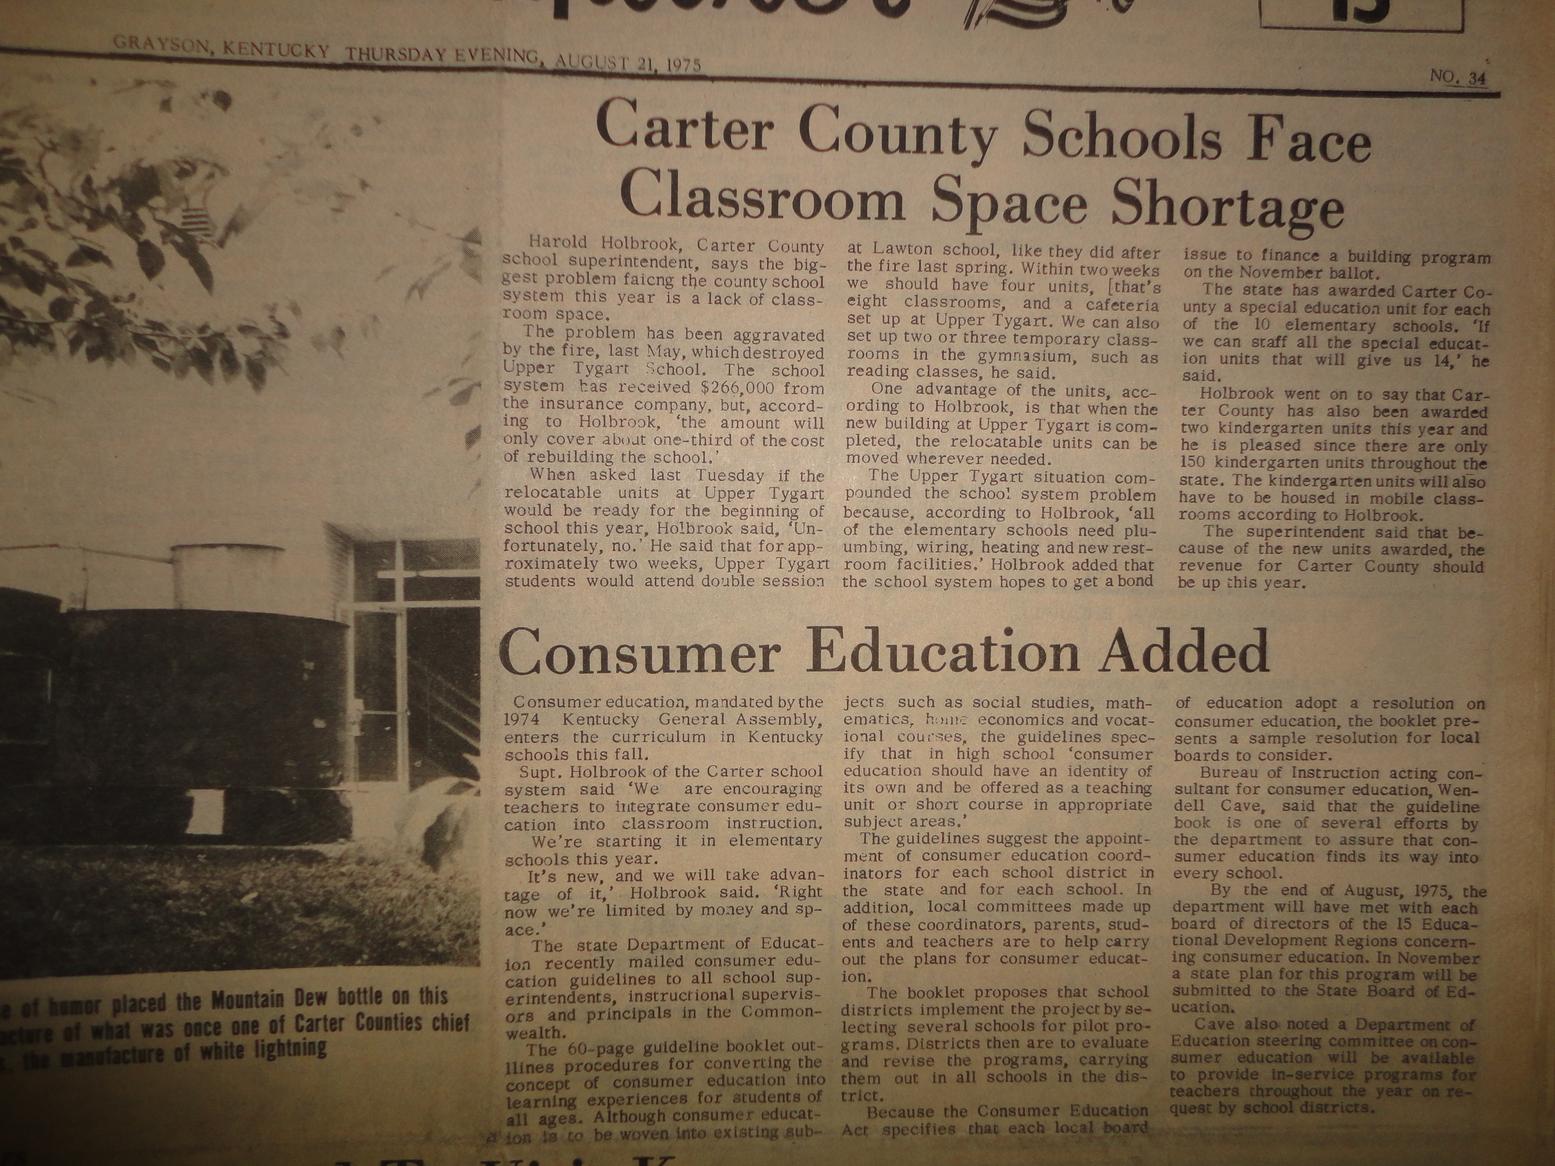 15
GRAYSON, KENTUCKY THURSDAY EVENING, AUGUST 21, 1975
NO. 34
Carter County Schools Face
Classroom Space Shortage
Harold Holbrook, Carter County
school superintendent, says the big-
gest problem faicng the county school
system this year is a lack of class-
room space.
The problem has been aggravated
by the fire, last May, which destroyed
Upper Tygart School. The school
system has received $266,000 from
the insurance company, but, accord-
ing to Holbrook, 'the amount will
only cover about one-third of the cost
of rebuilding the school.'
When asked last Tuesday if the
relocatable units at Upper Tygart
would be ready for the beginning of
school this year, Holbrook said, 'Un-
fortunately, no.' He said that for app-
roximately two weeks, Upper Tygart
students would attend double session
at Lawton school, like they did after
the fire last spring. Within two weeks
we should have four units, [that's
eight classrooms, and a cafeteria
set up at Upper Tygart. We can also
set up two or three temporary class-
rooms in the gymnasium, such as
reading classes, he said.
One advantage of the units, acc-
ording to Holbrook, is that when the
new building at Upper Tygart is com-
pleted, the relocatable units can be
moved wherever needed.
The Upper Tygart situation com-
pounded the school system problem
because, according to Holbrook, 'all
of the elementary schools need plu-
umbing, wiring, heating and new rest-
room facilities.' Holbrook added that
the school system hopes to get a bond
issue to finance a building program
on the November ballot.
The state has awarded Carter Co-
unty a special education unit for each
of the 10 elementary schools. 'If
we can staff all the special educat-
ion units that will give us 14,' he
said.
Holbrook went on to say that Car-
ter County has also been awarded
two kindergarten units this year and
he is pleased since there are only
150 kindergarten units throughout the
state. The kindergarten units will also
have to be housed in mobile class-
rooms according to Holbrook.
The superintendent said that be-
cause of the new units awarded, the
revenue for Carter County should
be up this year.
Consumer Education Added
Consumer education, mandated by the
1974 Kentucky General Assembly,
enters the curriculum in Kentucky
schools this fall.
Supt. Holbrook of the Carter school
system said 'We are encouraging
teachers to integrate consumer edu-
cation into classroom instruction.
We're starting it in elementary
schools this year.
It's new, and we will take advan-
tage of it,' Holbrook said. 'Right
now we're limited by money and sp-
ace.'
The state Department of Educat-
ion recently mailed consumer edu-
cation guidelines to all school sup-
erintendents, instructional supervis-
ors and principals in the Common-
wealth.
The 60-page guideline booklet out-
llines procedures for converting the
concept of consumer education into
learning experiences for students of
all ages. Although consumer educat-
ion is to be woven into existing sub-
jects such as social studies, math-
ematics, home economics and vocat-
ional courses, the guidelines spec-
ify that in high school 'consumer
education should have an identity of
its own and be offered as a teaching
unit or short course in appropriate
subject areas.'
The guidelines suggest the appoint-
ment of consumer education coord-
inators for each school district in
the state and for each school. In
addition, local committees made up
of these coordinators, parents, stud-
ents and teachers are to help carry
out the plans for consumer educat-
ion.
The booklet proposes that school
districts implement the project by se-
lecting several schools for pilot pro-
grams. Districts then are to evaluate
and revise the programs, carrying
them out in all schools in the dis-
trict.
Because the Consumer Education
Act specifies that each local board
of education adopt a resolution on
consumer education, the booklet pre-
sents a sample resolution for local
boards to consider.
Bureau of Instruction acting con-
sultant for consumer education, Wen-
dell Cave, said that the guideline
book is one of several efforts by
the department to assure that con-
sumer education finds its way into
every school.
By the end of August, 1975, the
department will have met with each
board of directors of the 15 Educa-
tional Development Regions concern-
ing consumer education. In November
a state plan for this program will be
submitted to the State Board of Ed-
ucation.
Cave also noted a Department of
Education steering committee on con-
sumer education will be available
to provide in-service programs for
teachers throughout the year on re-
quest by school districts.
of humor placed the Mountain Dew bottle on this
of what was once one of Carter Counties chief
the manufacture of white lightning